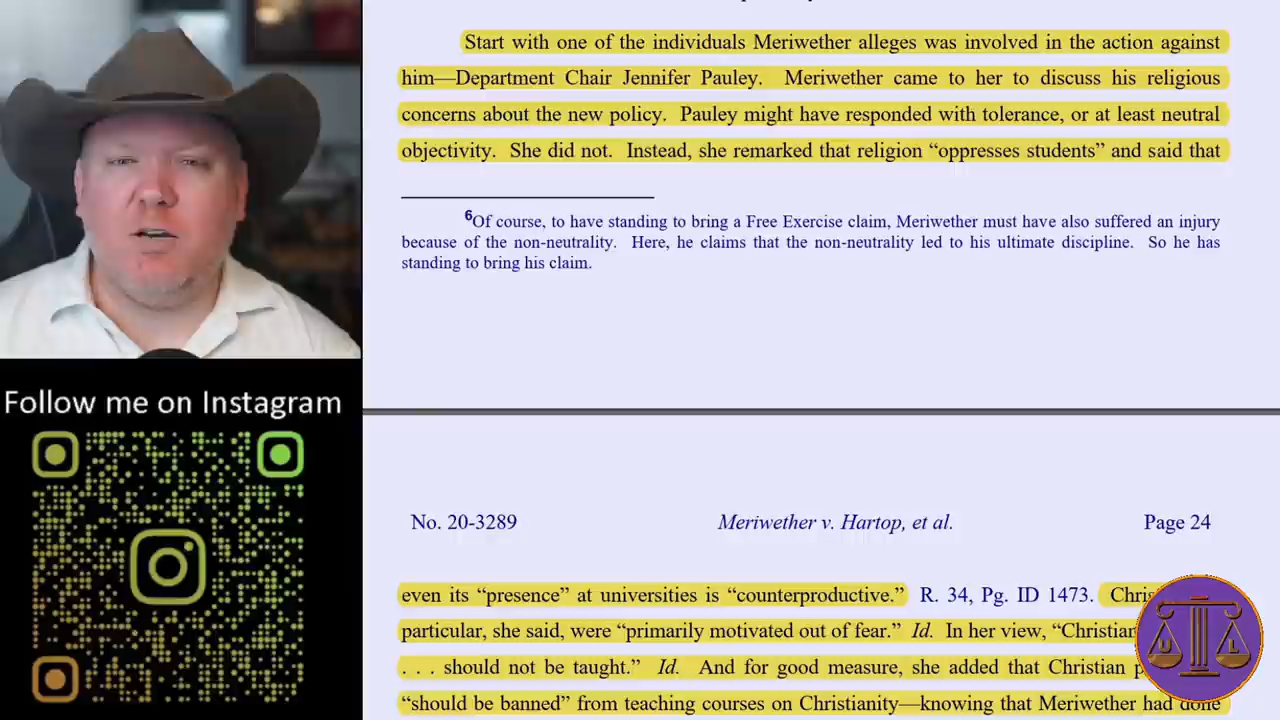 Start with one of the individuals Meriwether alleges was involved in the action against
him—Department Chair Jennifer Pauley. Meriwether came to her to discuss his religious
concerns about the new policy. Pauley might have responded with tolerance, or at least neutral
objectivity. She did not. Instead, she remarked that religion “oppresses students” and said that
6Of course, to have standing to bring a Free Exercise claim, Meriwether must have also suffered an injury
because of the non-neutrality. Here, he claims that the non-neutrality led to his ultimate discipline. So he has
standing to bring his claim.
Follow me on Instagram
No. 20-3289 Meriwether v. Hartop, et al. Page 24
even its “presence” at universities is “counterproductive.” R. 34, Pg. ID 1473.
particular, she said, were “primarily motivated out of fear.” Id. In her view,
. . . should not be taught.” Id. And for good measure, she added that Christian
“should be banned” from teaching courses on Christianity—knowing that Meriwether had done
U L